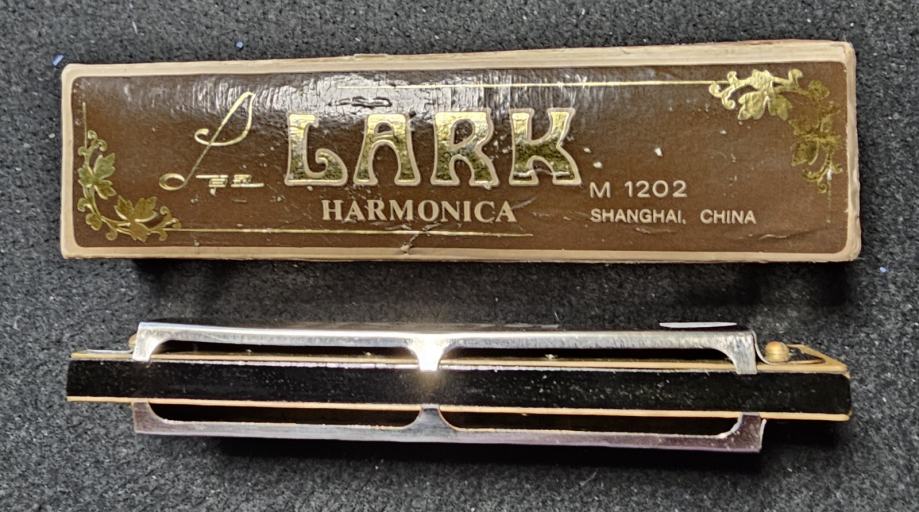 LARK
HARMONICA
M 1202
SHANGHAI, CHINA